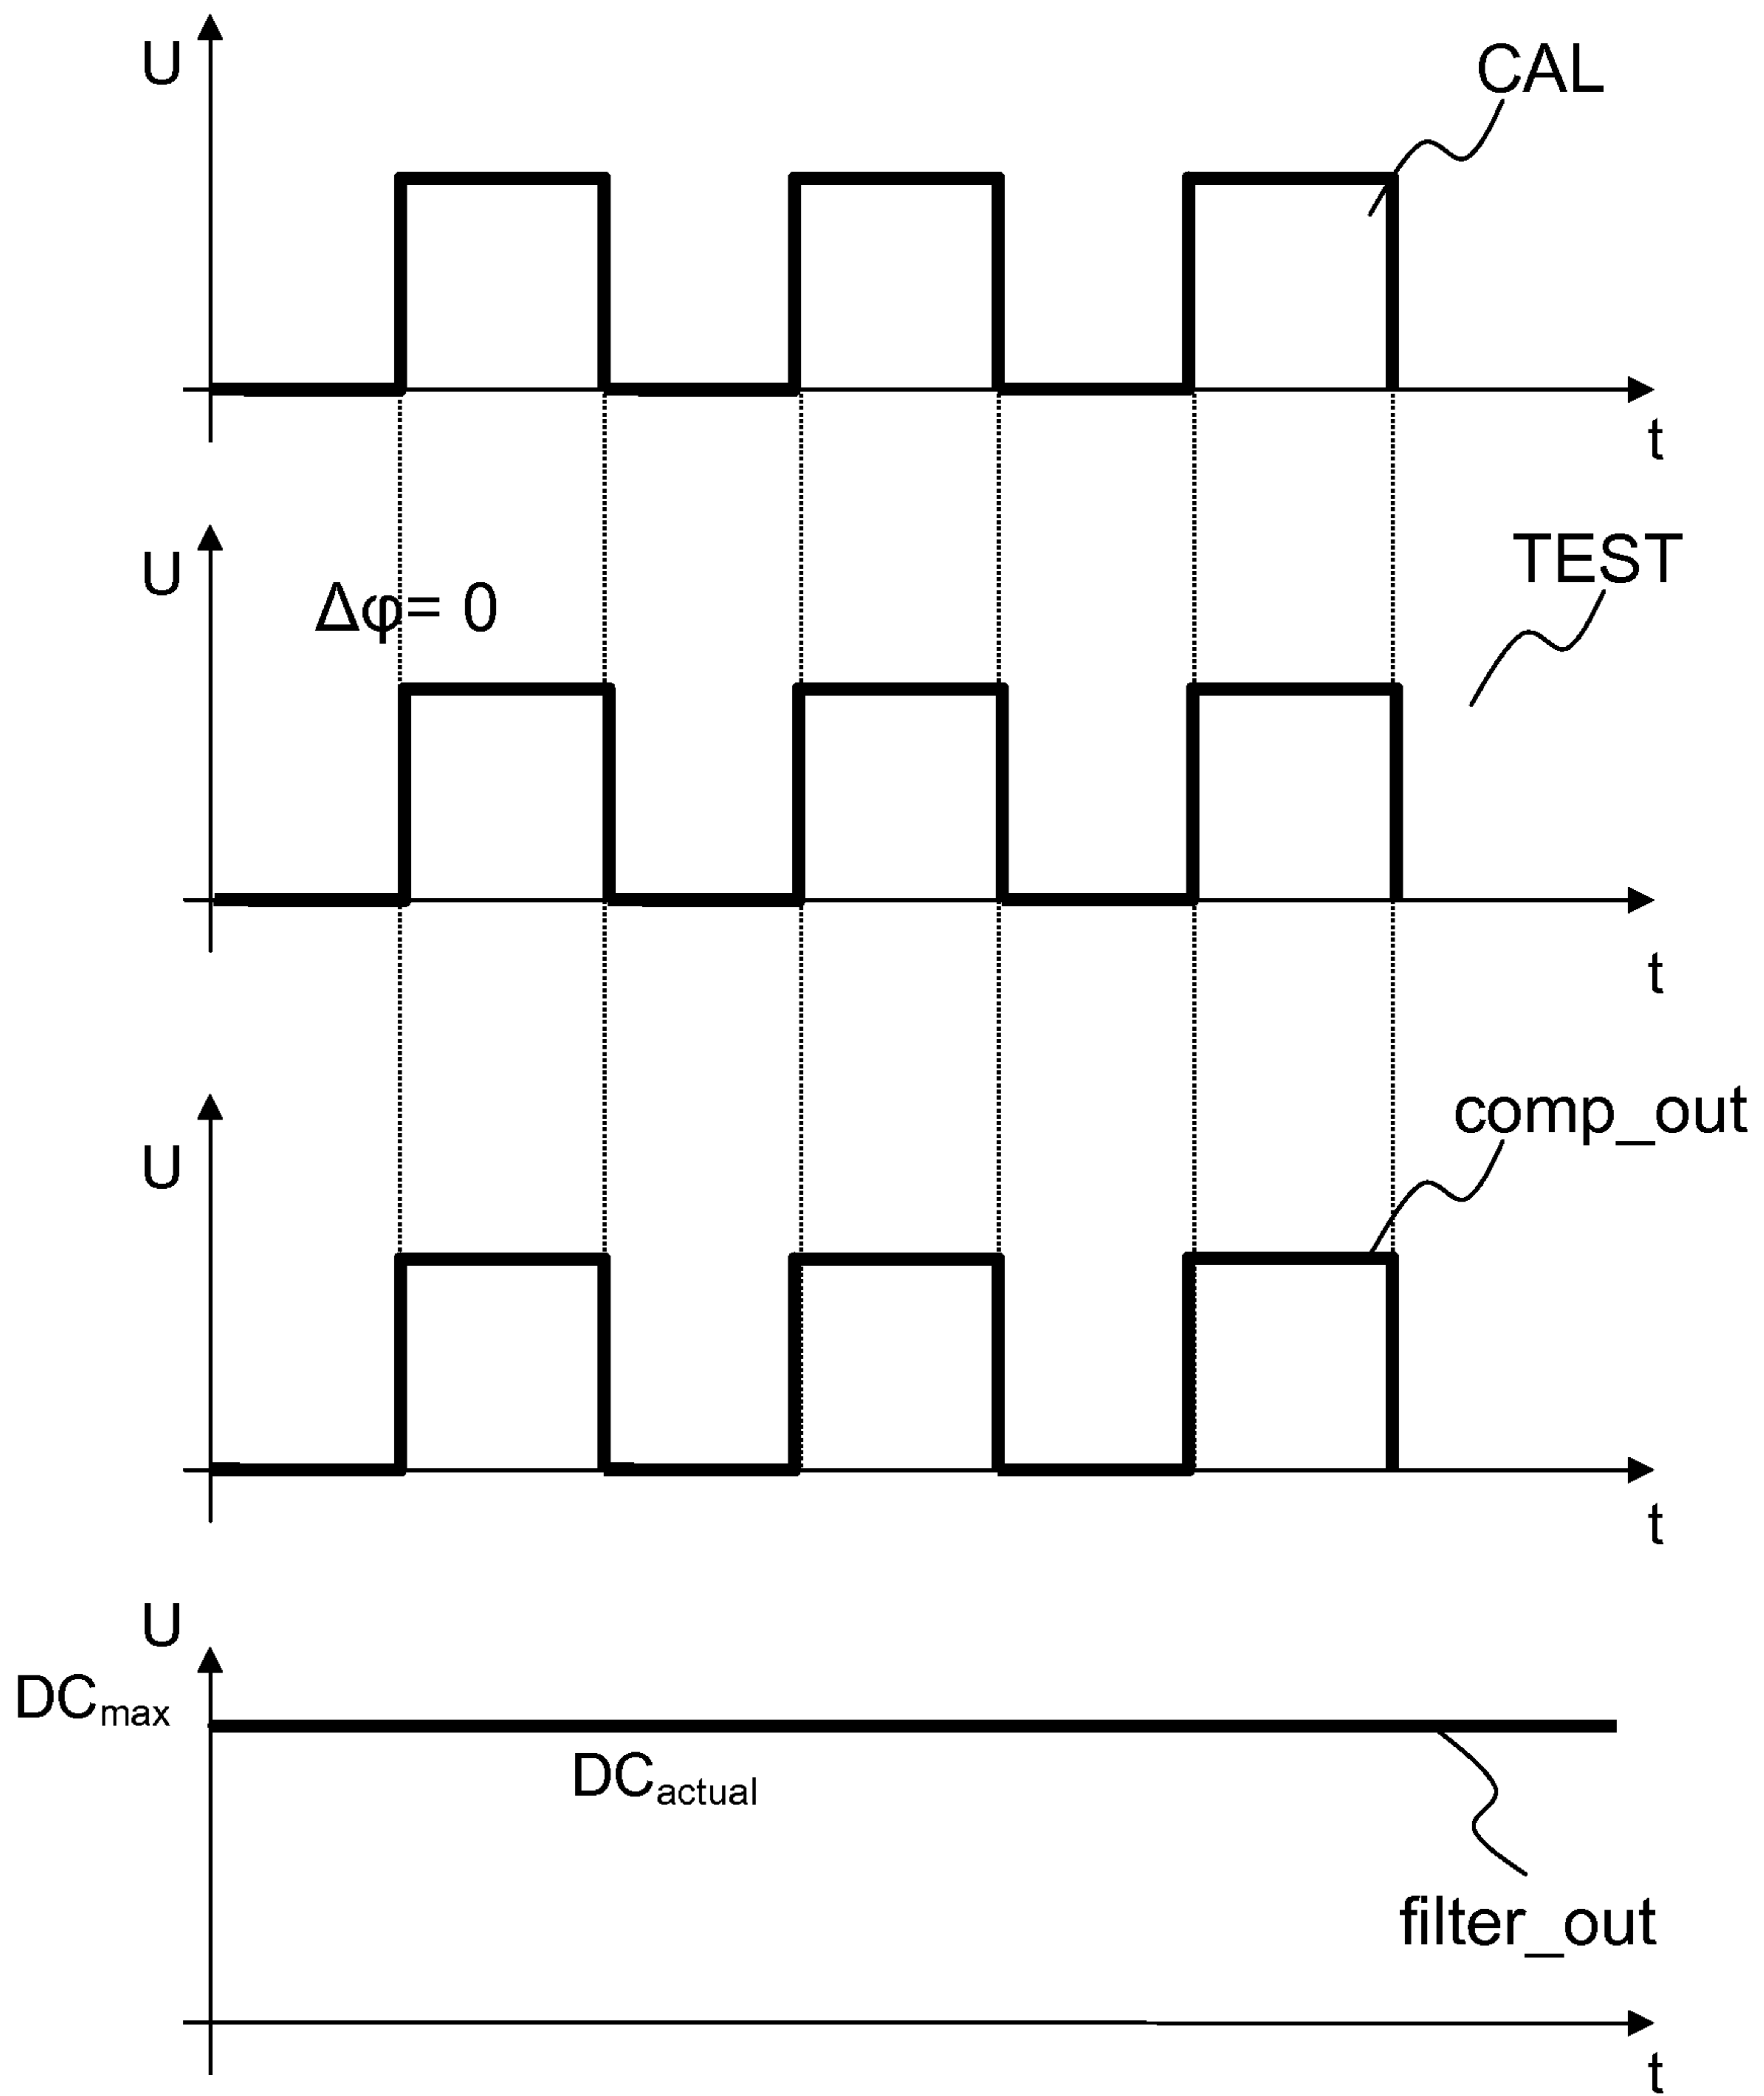 U
CAL
t
U
TEST
Δφ= 0
t
U
comp_out
t
U
DCmax
DCactual
filter_out
t